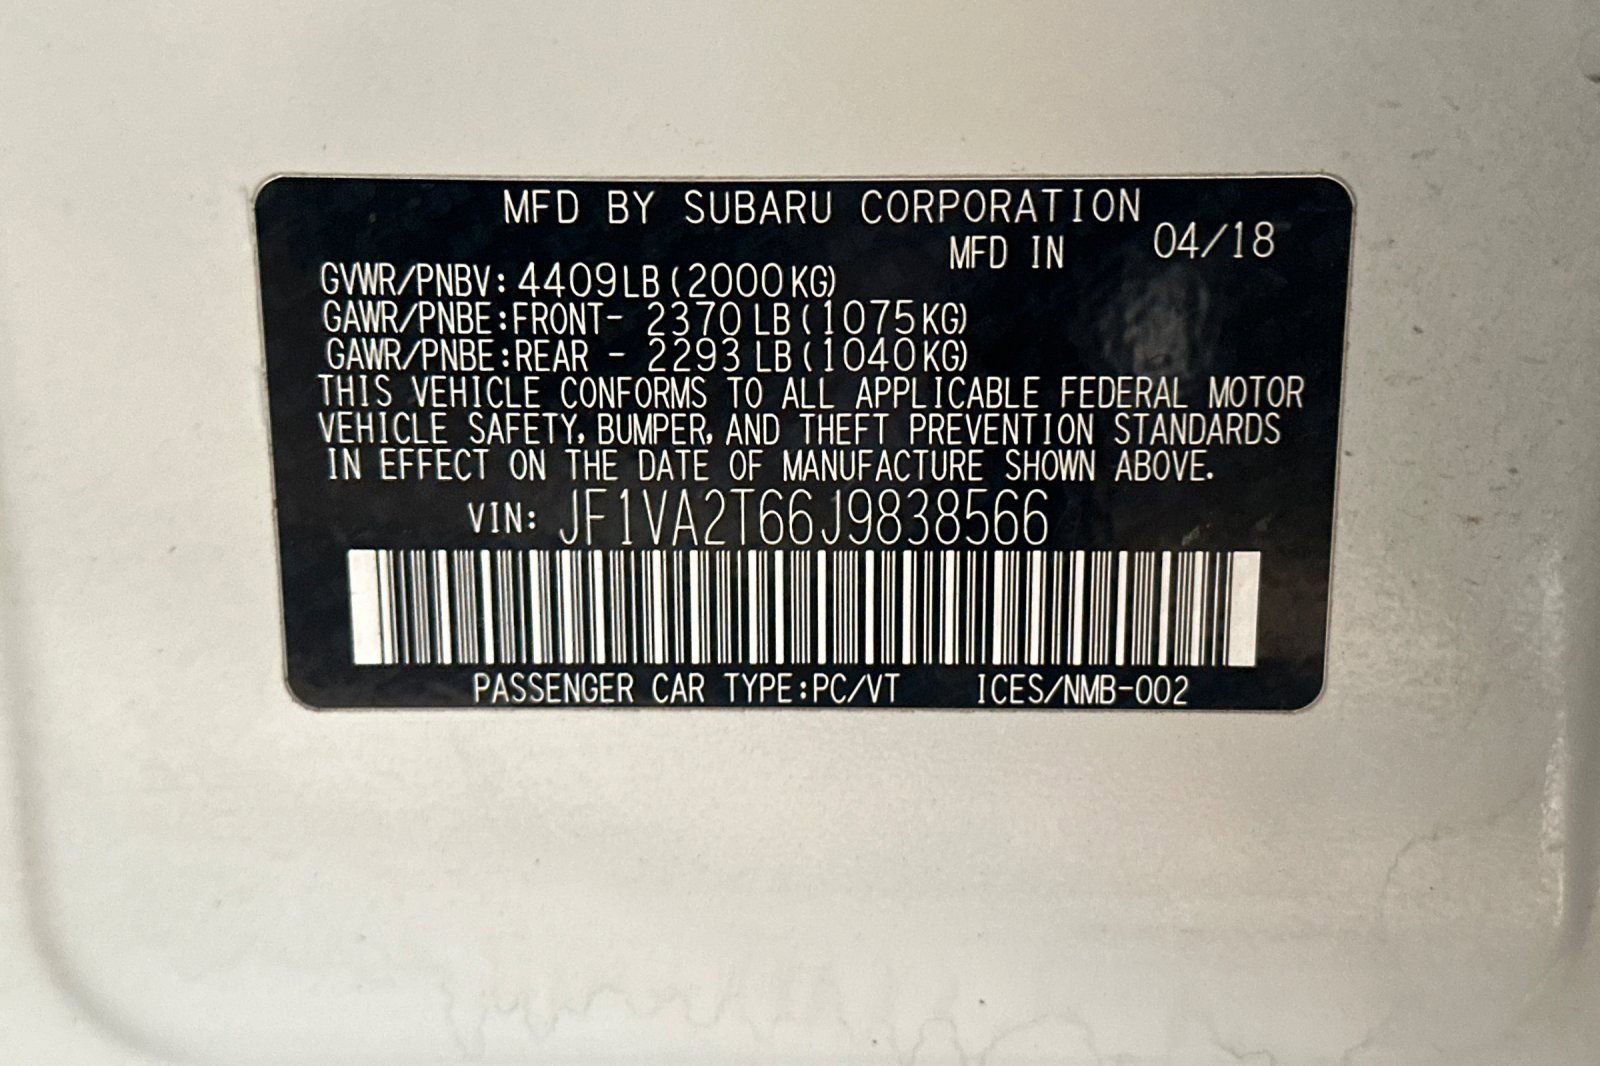 MFD BY SUBARU CORPORATION
MFD IN 04/18
GVWR/PNBV: 4409LB (2000KG)
GAWR/PNBE:FRONT- 2370 LB (1075KG)
GAWR/PNBE:REAR - 2293 LB (1040KG)
THIS VEHICLE CONFORMS TO ALL APPLICABLE FEDERAL MOTOR
VEHICLE SAFETY, BUMPER, AND THEFT PREVENTION STANDARDS
IN EFFECT ON THE DATE OF MANUFACTURE SHOWN ABOVE.
VIN: JF1VA2T66J9838566
PASSENGER CAR TYPE:PC/VT ICES/NMB-002